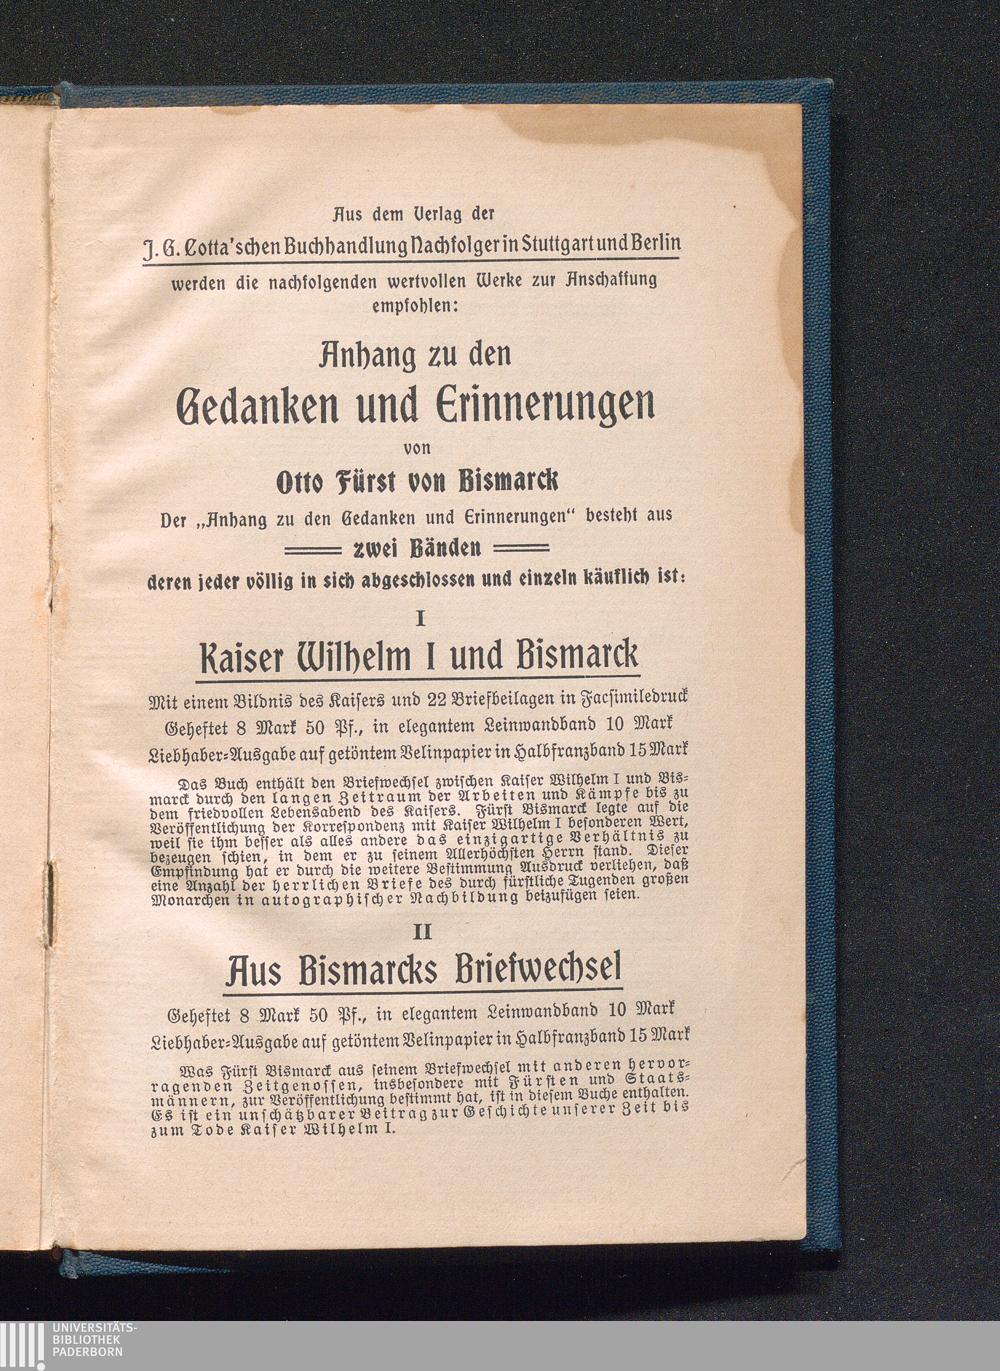 Aus dem Verlag der
J. G. Cotta'schen Buchhandlung Nachfolger in Stuttgart und Berlin
werden die nachfolgenden wertvollen Werke zur Anschaffung
empfohlen:
Anhang zu den
Gedanken und Erinnerungen
von
Otto Fürst von Bismarck
Der „Anhang zu den Gedanken und Erinnerungen“ besteht aus
zwei Bänden
deren jeder völlig in sich abgeschlossen und einzeln käuflich ist:
I
Kaiser Wilhelm I und Bismarck
Mit einem Bildnis des Kaisers und 22 Briefbeilagen in Facsimiledruck
Geheftet 8 Mark 50 Pf., in elegantem Leinwandband 10 Mark
Liebhaber-Ausgabe auf getöntem Velinpapier in Halbfranzband 15 Mark
Das Buch enthält den Briefwechsel zwischen Kaiser Wilhelm I und Bis-
marck durch den langen Zeitraum der Arbeiten und Kämpfe bis zu
dem friedvollen Lebensabend des Kaisers. Fürst Bismarck legte auf die
Veröffentlichung der Korrespondenz mit Kaiser Wilhelm I besonderen Wert,
weil sie ihm besser als alles andere das einzigartige Verhältnis zu
bezeugen schien, in dem er zu seinem Allerhöchsten Herrn stand. Dieser
Empfindung hat er durch die weitere Bestimmung Ausdruck verliehen, daß
eine Anzahl der herrlichen Briefe des durch fürstliche Tugenden großen
Monarchen in autographischer Nachbildung beizufügen seien.
II
Aus Bismarcks Briefwechsel
Geheftet 8 Mark 50 Pf., in elegantem Leinwandband 10 Mark
Liebhaber-Ausgabe auf getöntem Velinpapier in Halbfranzband 15 Mark
Was Fürst Bismarck aus seinem Briefwechsel mit anderen hervor-
ragenden Zeitgenossen, insbesondere mit Fürsten und Staats-
männern, zur Veröffentlichung bestimmt hat, ist in diesem Buche enthalten.
Es ist ein unschätzbarer Beitrag zur Geschichte unserer Zeit bis
zum Tode Kaiser Wilhelm I.
UNIVERSITÄTS-
BIBLIOTHEK
PADERBORN